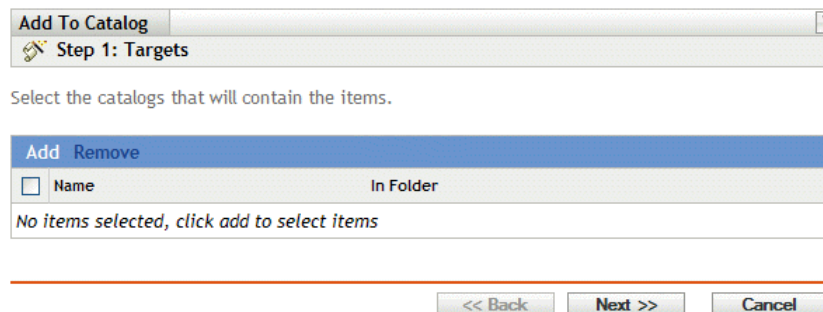 Add To Catalog
Step 1: Targets
Select the catalogs that will contain the items.
Add Remove
Name In Folder
No items selected, click add to select items
<< Back Next >> Cancel